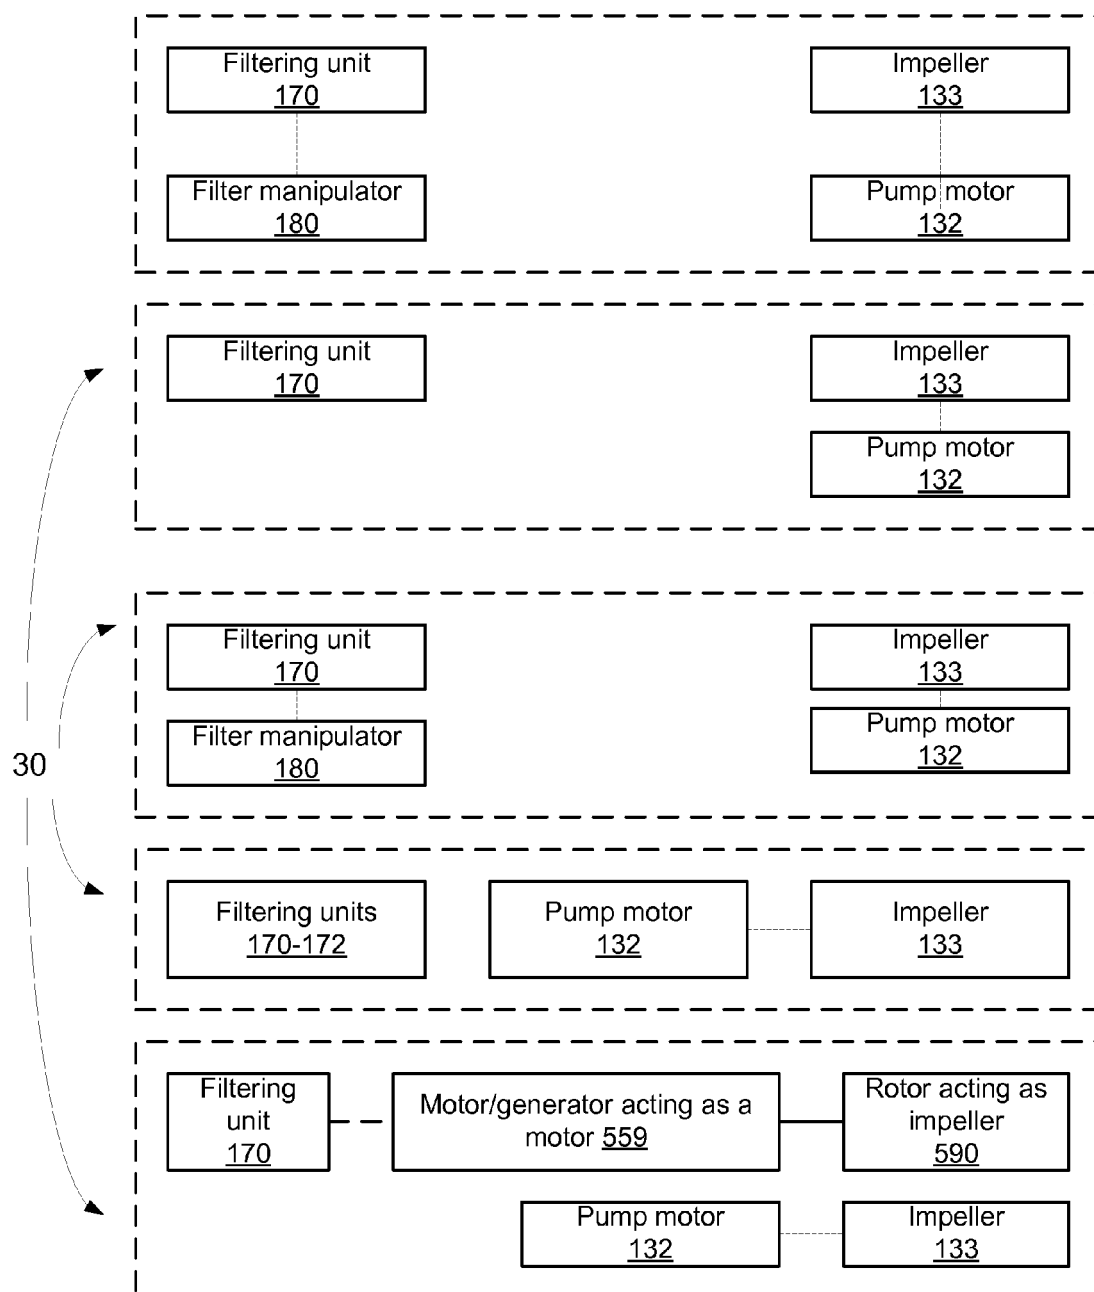 Filtering unit
170
Impeller
133
Filter manipulator
180
Pump motor
132
Filtering unit
170
Impeller
133
Pump motor
132
Filtering unit
170
Impeller
133
Filter manipulator
180
Pump motor
132
30
Filtering units
170-172
Pump motor
132
Impeller
133
Filtering
unit
170
Motor/generator acting as a
motor 559
Rotor acting as
impeller
590
Pump motor
132
Impeller
133